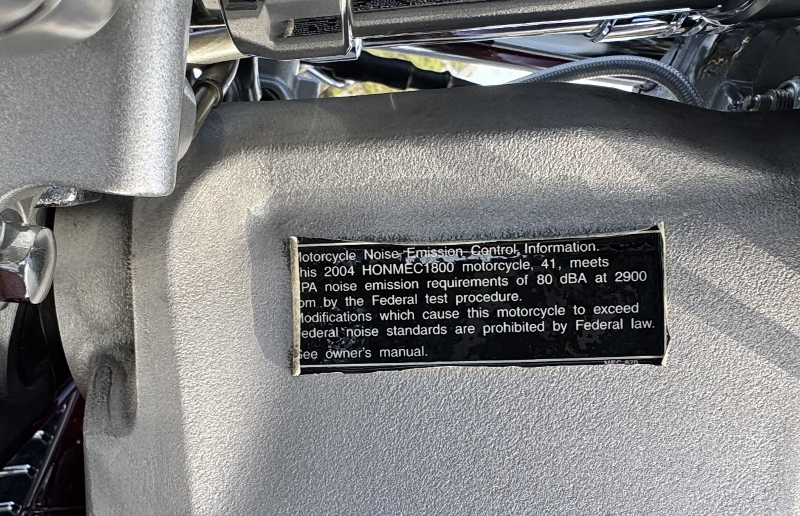 otorcycle Noise Emission Control Information.
his 2004 HONMEC1800 motorcycle, 41, meets
PA noise emission requirements of 80 dBA at 2900
pm by the Federal test procedure.
Modifications which cause this motorcycle to exceed
ederal noise standards are prohibited by Federal law.
See owner's manual.